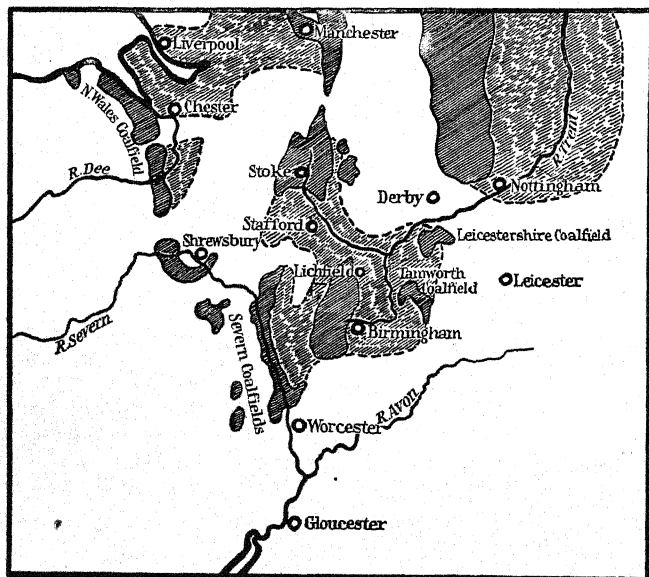 Liverpool
Manchester
N. Wales Coalfield
Chester
R. Dee
Stoke
Derby
Nottingham
R. Trent
Stafford
Shrewsbury
Leicestershire Coalfield
Lichfield
Tamworth
Coalfield
Leicester
R. Severn
Severn Coalfields
Birmingham
R. Avon
Worcester
Gloucester